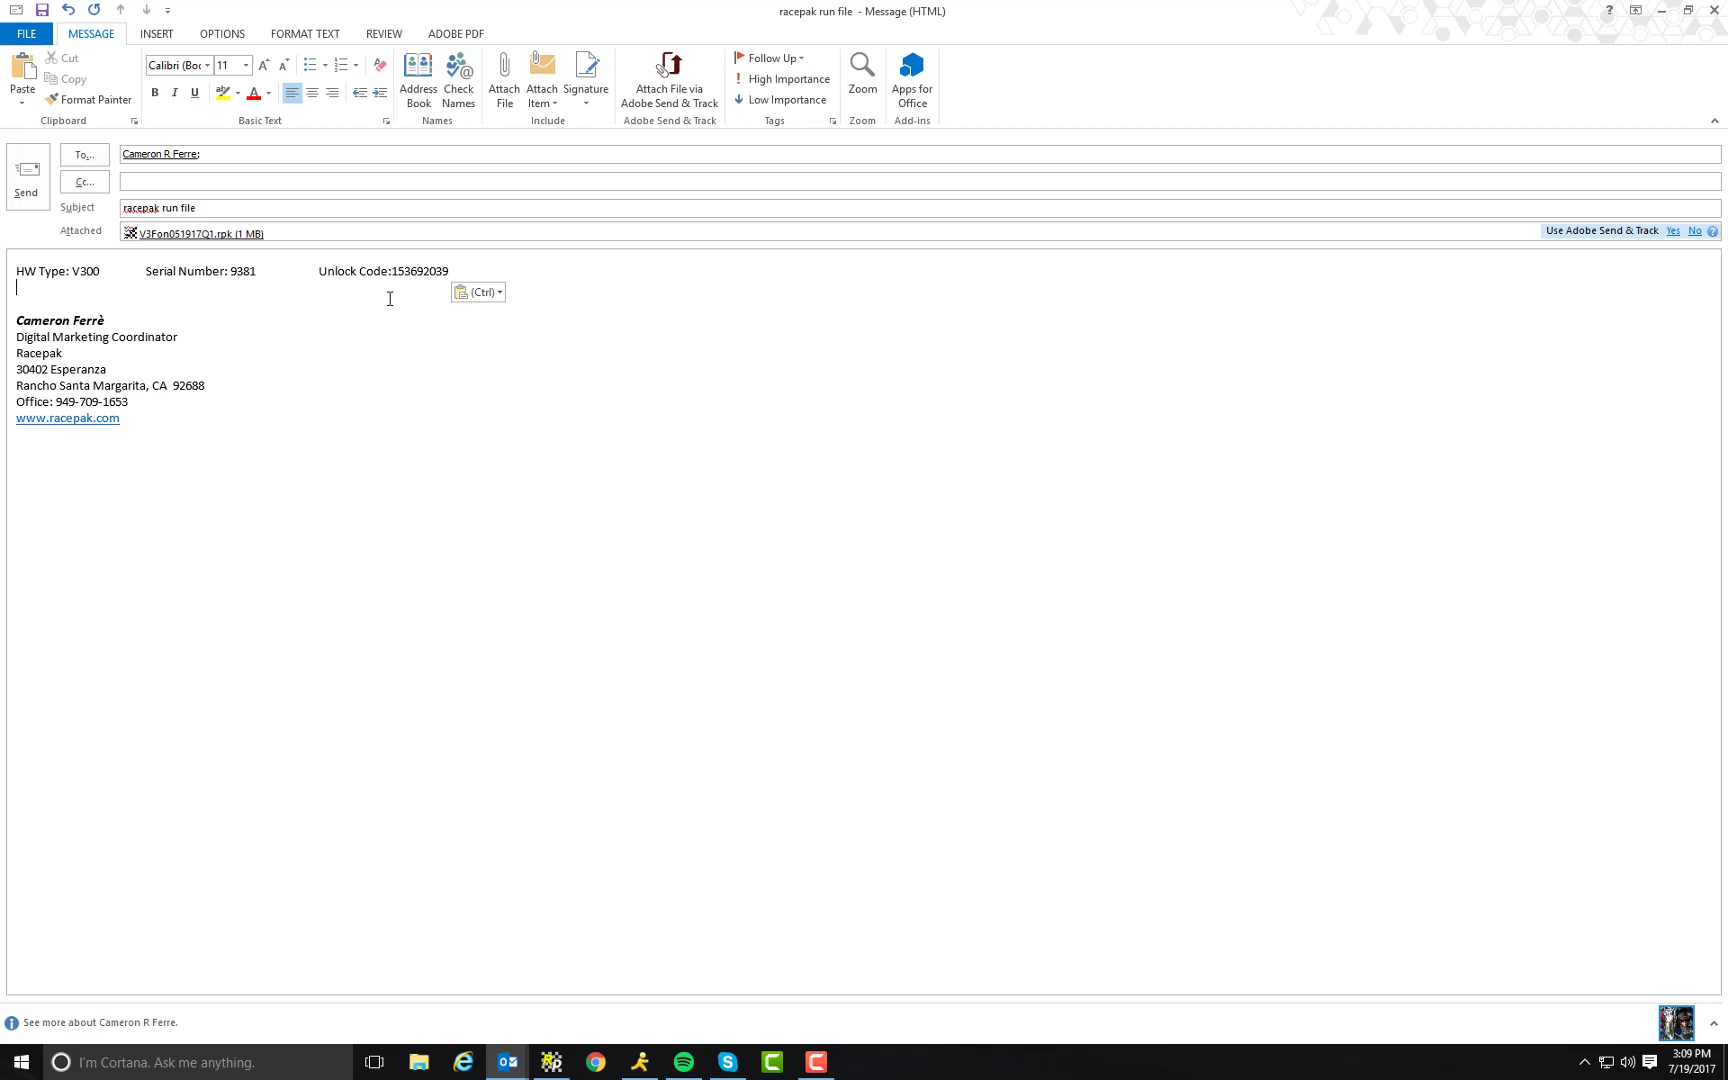 racepak run file - Message (HTML)
FILE MESSAGE INSERT OPTIONS FORMAT TEXT REVIEW ADOBE PDF
Paste
Cut
Copy
Format Painter
Clipboard
Calibri (Boc 11
B I U
Basic Text
Address Book
Check Names
Names
Attach File
Attach Item
Signature
Include
Attach File via Adobe Send & Track
Adobe Send & Track
Follow Up
High Importance
Low Importance
Tags
Zoom
Zoom
Apps for Office
Add-ins
Send
To... Cameron R Ferre;
Cc...
Subject racepak run file
Attached V3Fon051917Q1.rpk (1 MB) Use Adobe Send & Track Yes No
HW Type: V300 Serial Number: 9381 Unlock Code:153692039
(Ctrl)
Cameron Ferrè
Digital Marketing Coordinator
Racepak
30402 Esperanza
Rancho Santa Margarita, CA 92688
Office: 949-709-1653
www.racepak.com
See more about Cameron R Ferre.
I'm Cortana. Ask me anything.
3:09 PM
7/19/2017